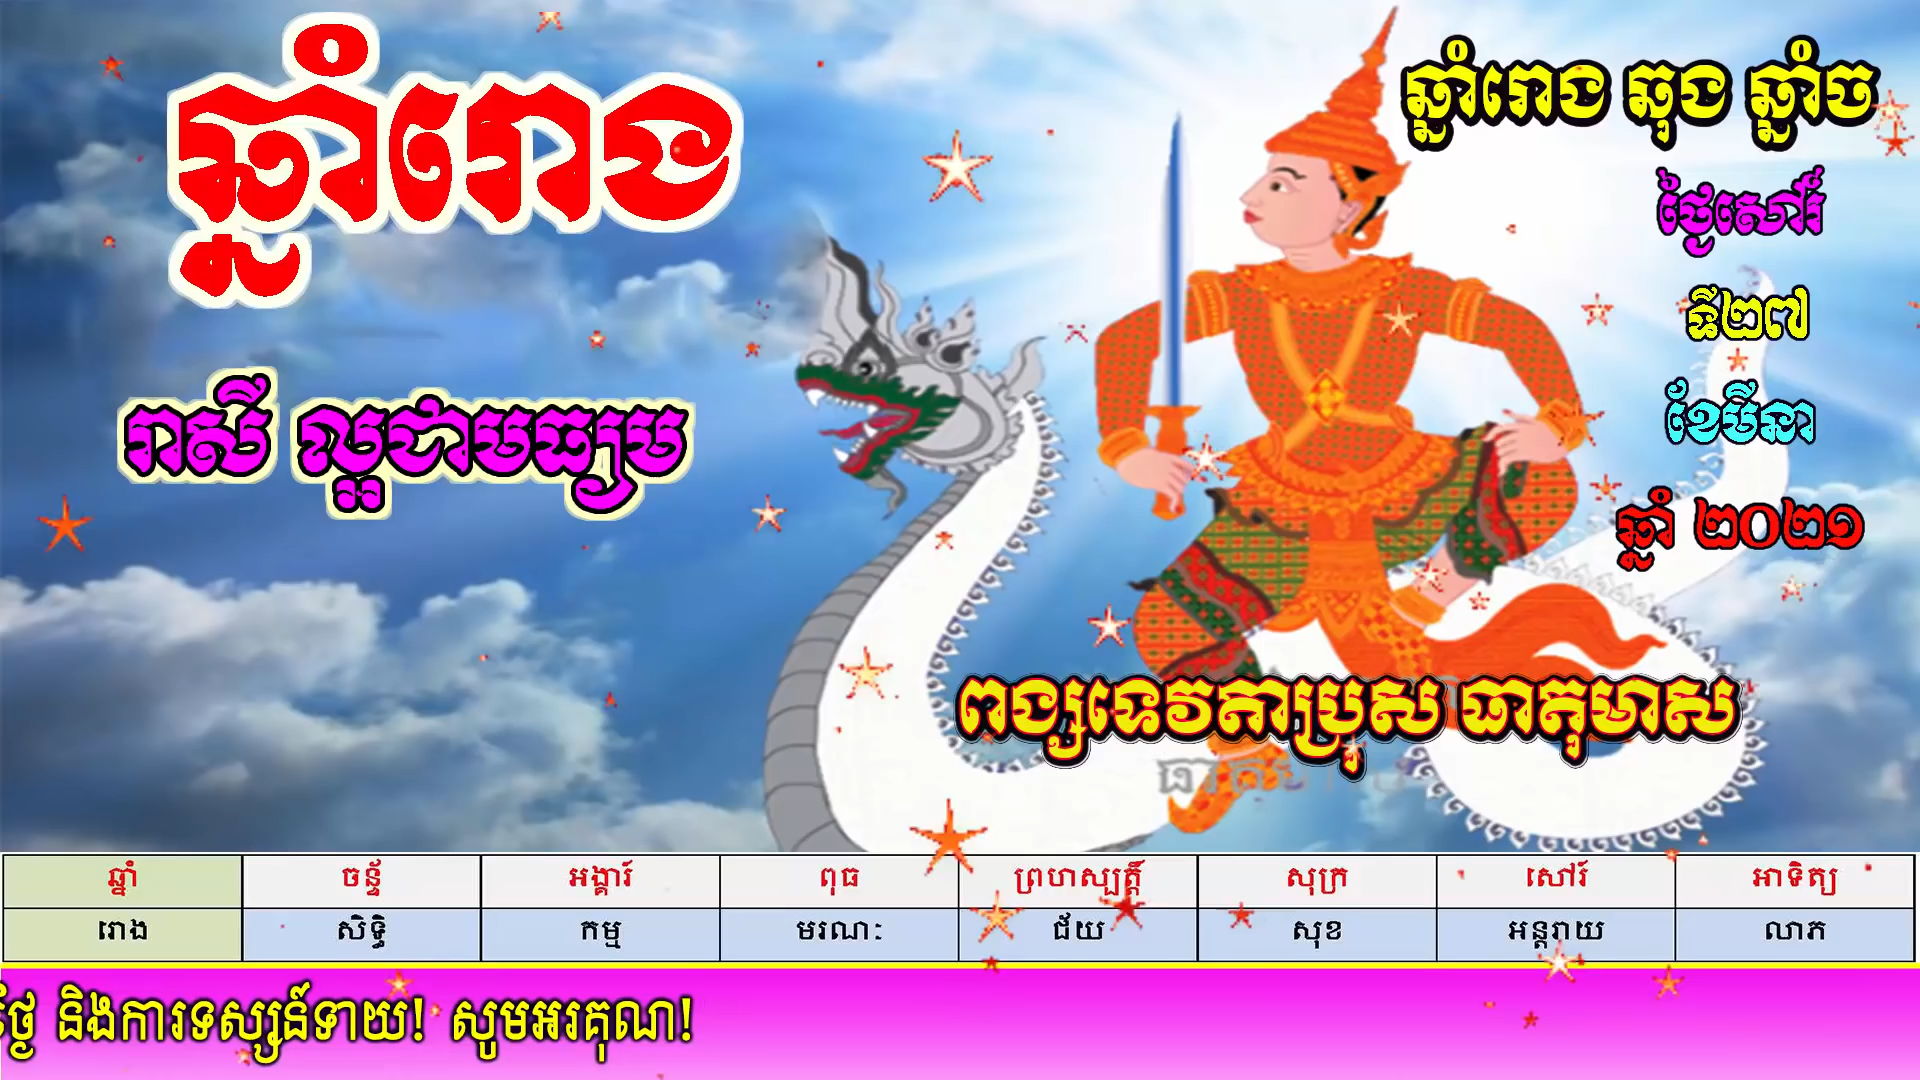 ឆ្នាំរោង
រាសី ល្អជាមធ្យម
ឆ្នាំរោង ឆុង ឆ្នាំច
ថ្ងៃសៅរ៍
ទី២៧
ខែមីនា
ឆ្នាំ ២០២១
ពង្សទេវតាប្រុស ធាតុមាស
ឆ្នាំ ចន្ទ័ អង្គារ៍ ពុធ ព្រហស្បត្តិ៍ សុក្រ សៅរ៍ អាទិត្យ
រោង សិទ្ធិ កម្ម មរណៈ ជ័យ សុខ អន្តរាយ លាភ
ថ្ងៃ និងការទស្សន៍ទាយ! សូមអរគុណ!